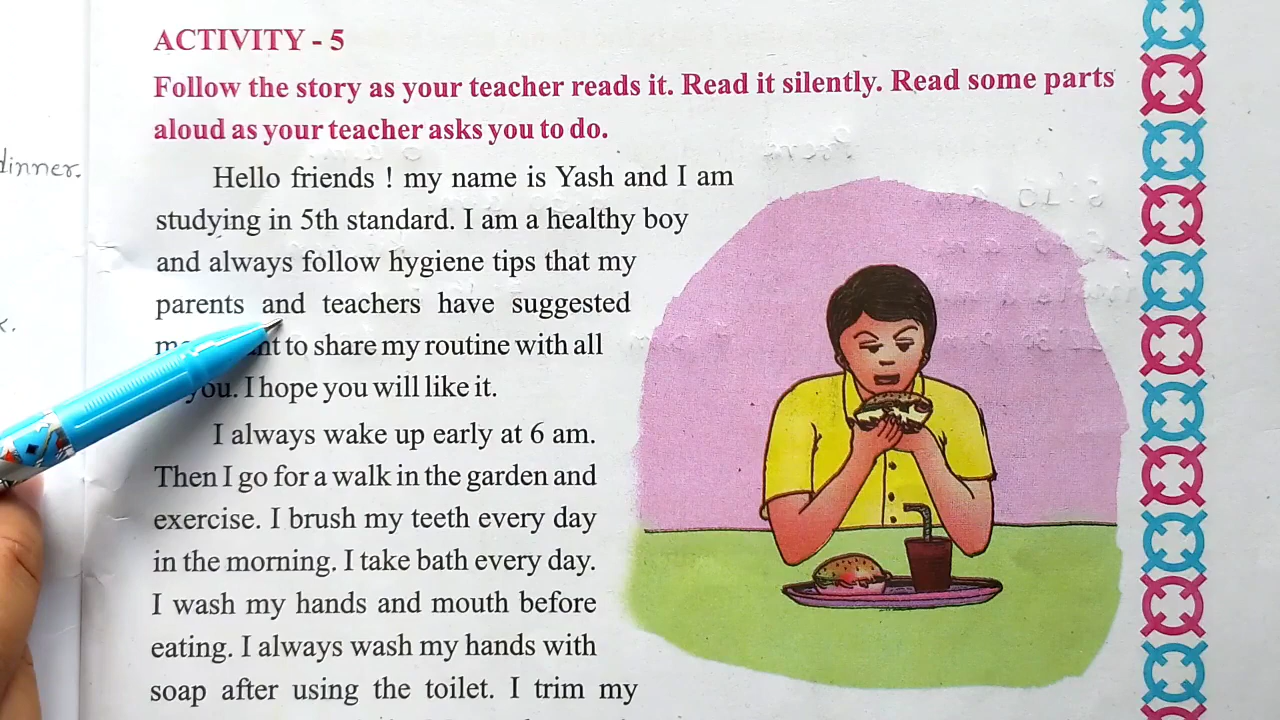 ACTIVITY - 5
Follow the story as your teacher reads it. Read it silently. Read some parts
aloud as your teacher asks you to do.
dinner.
Hello friends ! my name is Yash and I am
studying in 5th standard. I am a healthy boy
and always follow hygiene tips that my
parents and teachers have suggested
to share my routine with all
you. I hope you will like it.
I always wake up early at 6 am.
Then I go for a walk in the garden and
exercise. I brush my teeth every day
in the morning. I take bath every day.
I wash my hands and mouth before
eating. I always wash my hands with
soap after using the toilet. I trim my